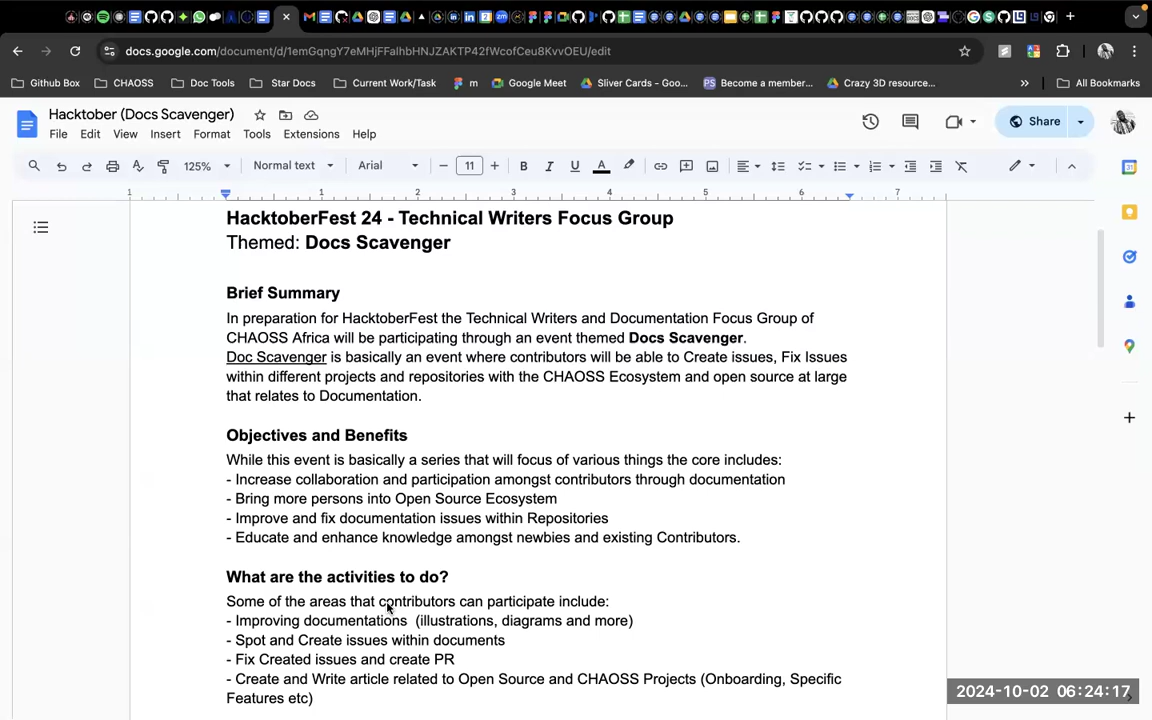 docs.google.com/document/d/1emGqngY7eMHjFFalhbHNJZAKTP42fWcofCeu8KvvOEU/edit
Github Box
CHAOSS
Doc Tools
Star Docs
Current Work/Task
m
Google Meet
Sliver Cards - Goo...
Become a member...
Crazy 3D resource...
»
All Bookmarks
Hacktober (Docs Scavenger)
File Edit View Insert Format Tools Extensions Help
Share
125% Normal text Arial 11
1 1 2 3 4 5 6 7
HacktoberFest 24 - Technical Writers Focus Group
Themed: Docs Scavenger
Brief Summary
In preparation for HacktoberFest the Technical Writers and Documentation Focus Group of
CHAOSS Africa will be participating through an event themed Docs Scavenger.
Doc Scavenger is basically an event where contributors will be able to Create issues, Fix Issues
within different projects and repositories with the CHAOSS Ecosystem and open source at large
that relates to Documentation.
Objectives and Benefits
While this event is basically a series that will focus of various things the core includes:
- Increase collaboration and participation amongst contributors through documentation
- Bring more persons into Open Source Ecosystem
- Improve and fix documentation issues within Repositories
- Educate and enhance knowledge amongst newbies and existing Contributors.
What are the activities to do?
Some of the areas that contributors can participate include:
- Improving documentations (illustrations, diagrams and more)
- Spot and Create issues within documents
- Fix Created issues and create PR
- Create and Write article related to Open Source and CHAOSS Projects (Onboarding, Specific
Features etc)
2024-10-02 06:24:17